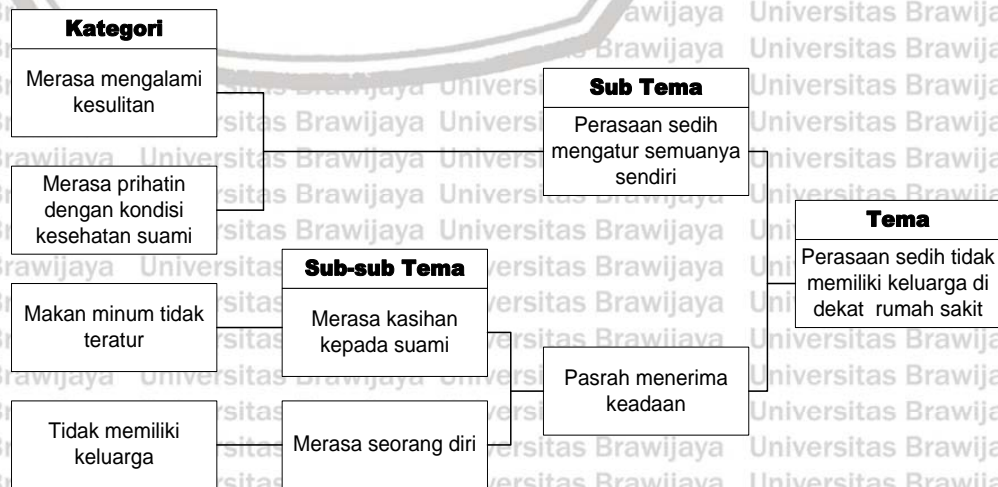 Kategori
Merasa mengalami
kesulitan
Merasa prihatin
dengan kondisi
kesehatan suami
Makan minum tidak
teratur
Tidak memiliki
keluarga
Sub-sub Tema
Merasa kasihan
kepada suami
Merasa seorang diri
Sub Tema
Perasaan sedih
mengatur semuanya
sendiri
Pasrah menerima
keadaan
Tema
Perasaan sedih tidak
memiliki keluarga di
dekat rumah sakit
Universitas Brawijaya